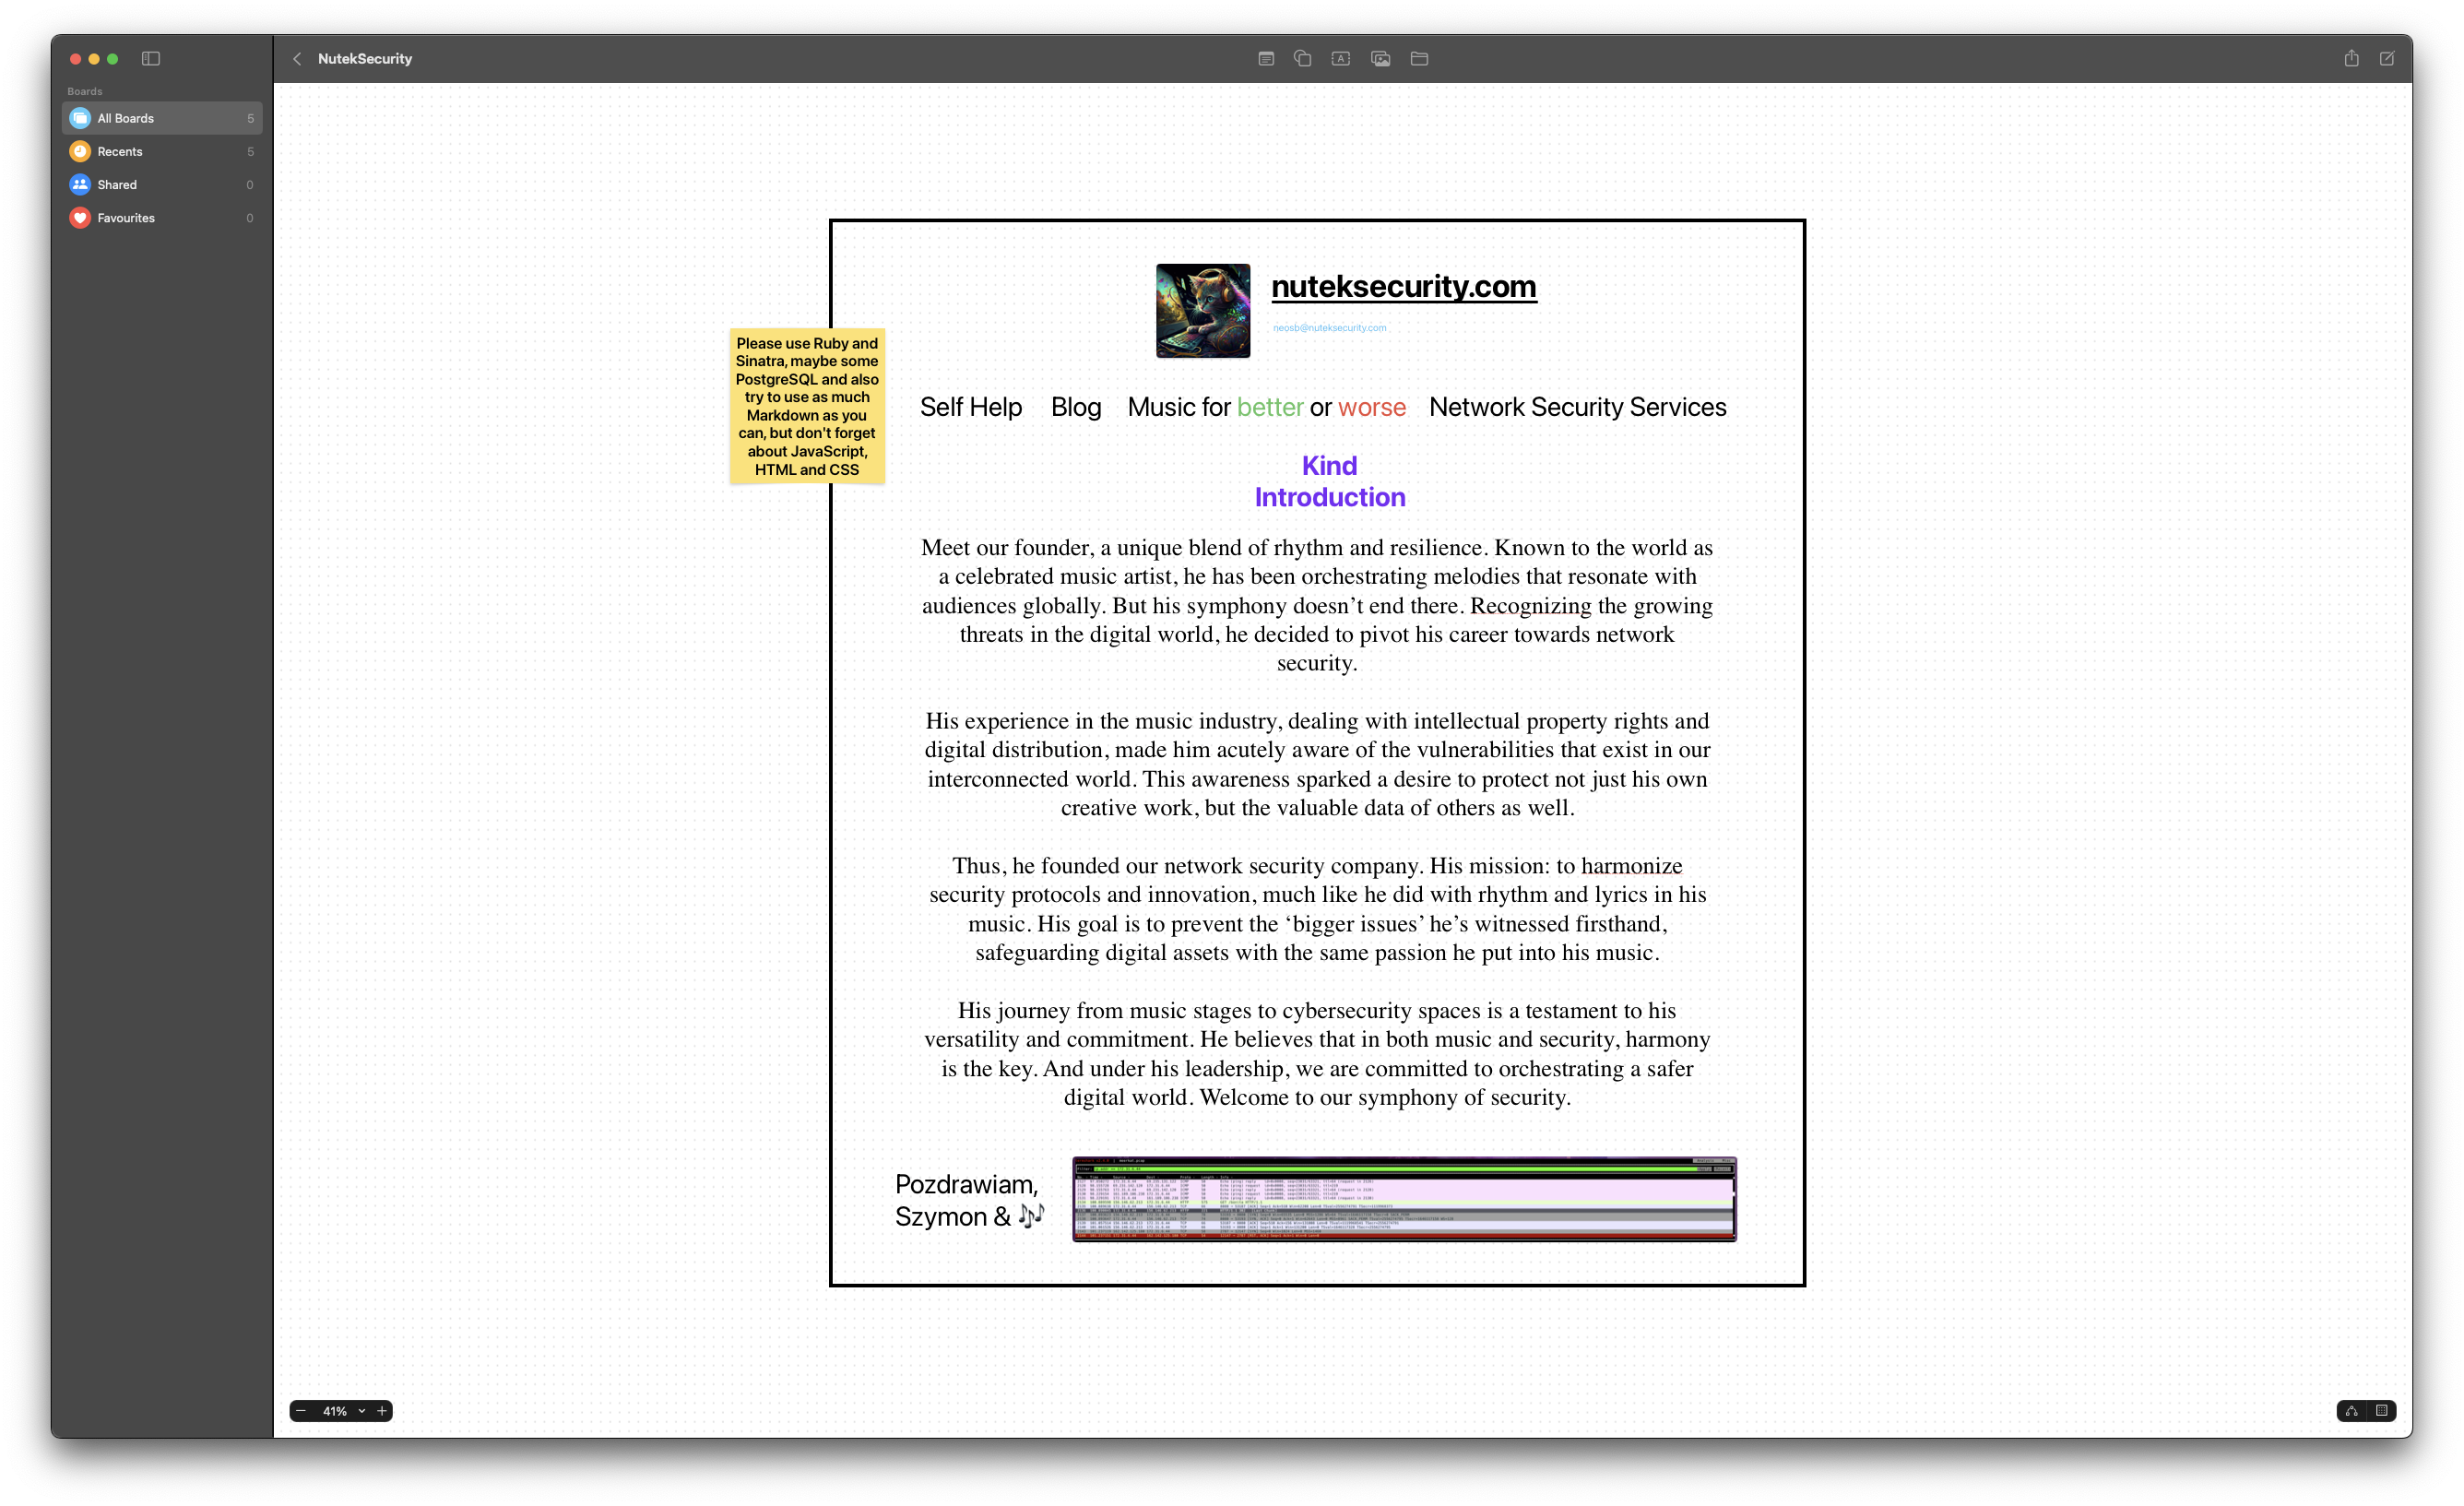 NutekSecurity
Boards
All Boards 5
Recents 5
Shared 0
Favourites 0
nuteksecurity.com
neosb@nuteksecurity.com
Please use Ruby and
Sinatra, maybe some
PostgreSQL and also
try to use as much
Markdown as you
can, but don't forget
about JavaScript,
HTML and CSS
Self Help Blog Music for better or worse Network Security Services
Kind
Introduction
Meet our founder, a unique blend of rhythm and resilience. Known to the world as
a celebrated music artist, he has been orchestrating melodies that resonate with
audiences globally. But his symphony doesn’t end there. Recognizing the growing
threats in the digital world, he decided to pivot his career towards network
security.
His experience in the music industry, dealing with intellectual property rights and
digital distribution, made him acutely aware of the vulnerabilities that exist in our
interconnected world. This awareness sparked a desire to protect not just his own
creative work, but the valuable data of others as well.
Thus, he founded our network security company. His mission: to harmonize
security protocols and innovation, much like he did with rhythm and lyrics in his
music. His goal is to prevent the ‘bigger issues’ he’s witnessed firsthand,
safeguarding digital assets with the same passion he put into his music.
His journey from music stages to cybersecurity spaces is a testament to his
versatility and commitment. He believes that in both music and security, harmony
is the key. And under his leadership, we are committed to orchestrating a safer
digital world. Welcome to our symphony of security.
Pozdrawiam,
Szymon & 🎶
41%